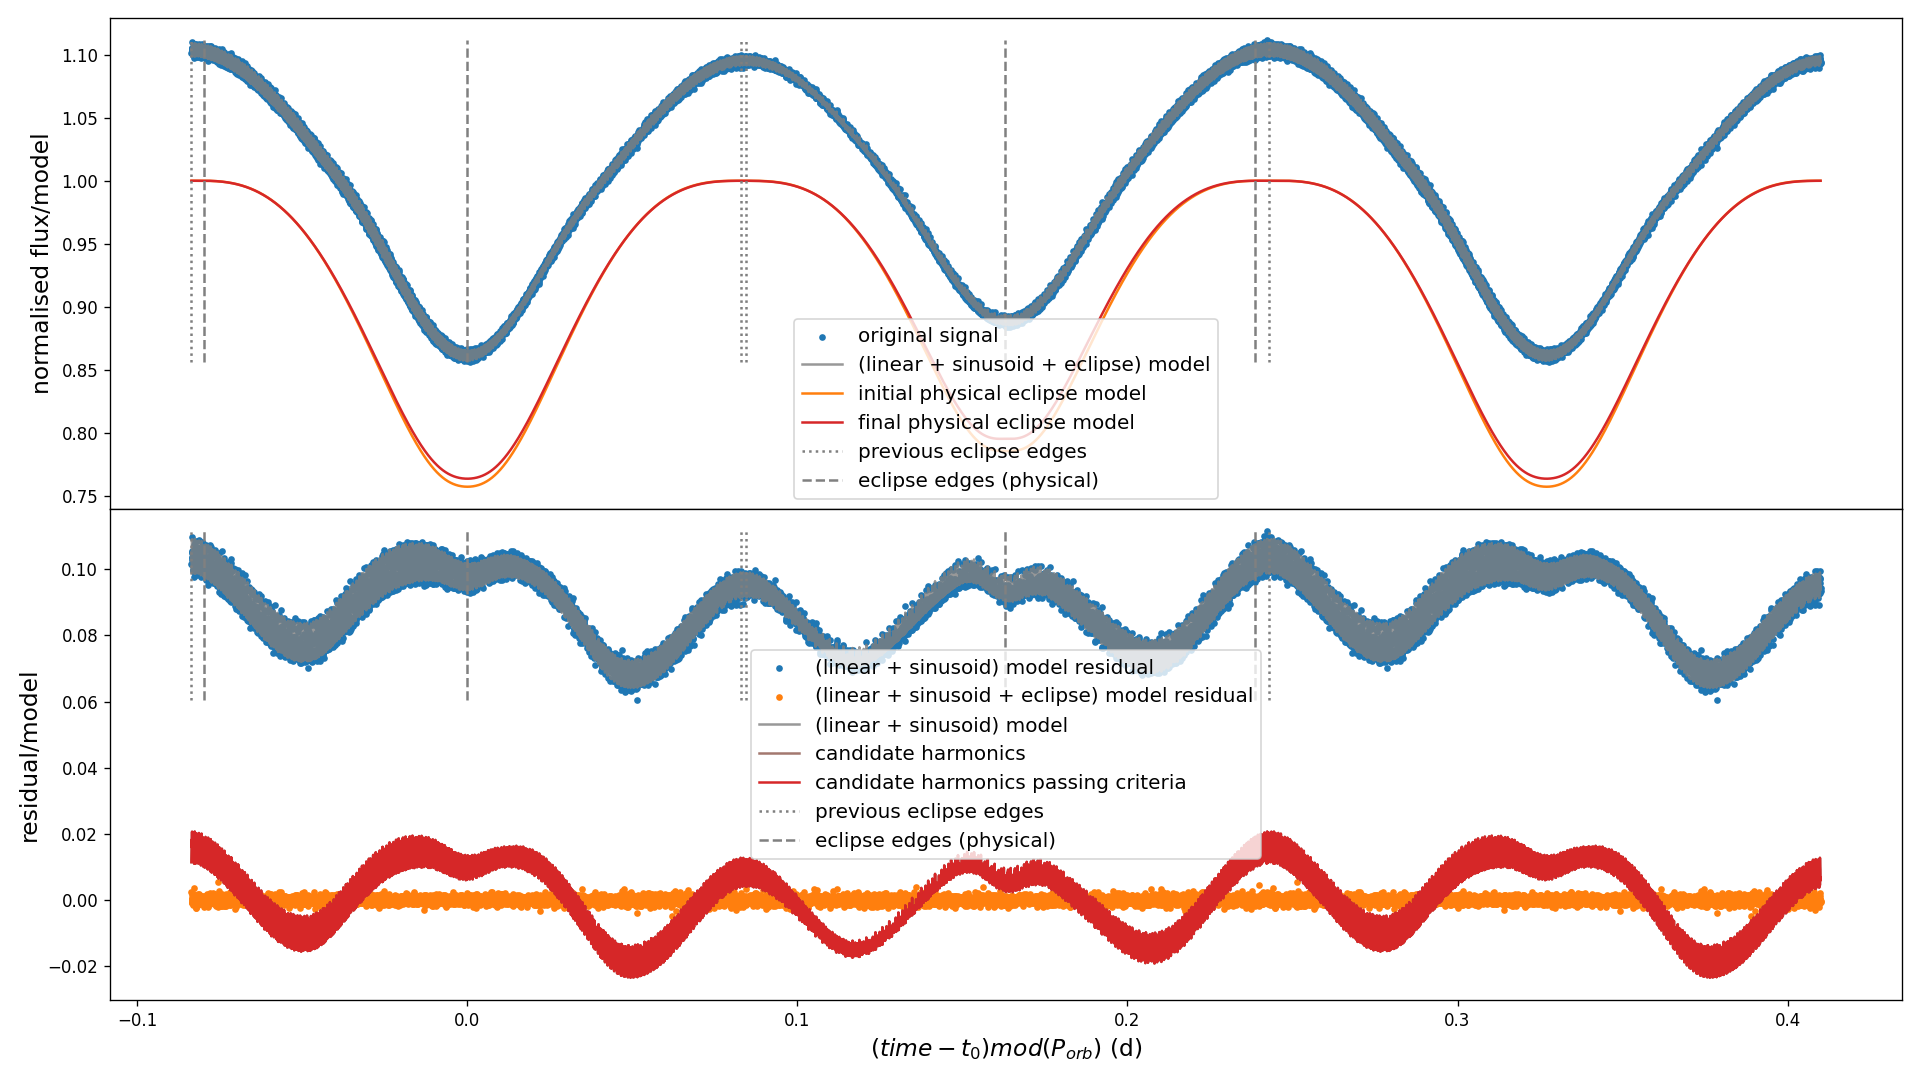 normalised flux/model
1.10
1.05
1.00
0.95
0.90
0.85
0.80
0.75
original signal
(linear + sinusoid + eclipse) model
initial physical eclipse model
final physical eclipse model
previous eclipse edges
eclipse edges (physical)
residual/model
0.10
0.08
0.06
0.04
0.02
0.00
−0.02
(linear + sinusoid) model residual
(linear + sinusoid + eclipse) model residual
(linear + sinusoid) model
candidate harmonics
candidate harmonics passing criteria
previous eclipse edges
eclipse edges (physical)
−0.1 0.0 0.1 0.2 0.3 0.4
(time − t₀)mod(P_orb) (d)